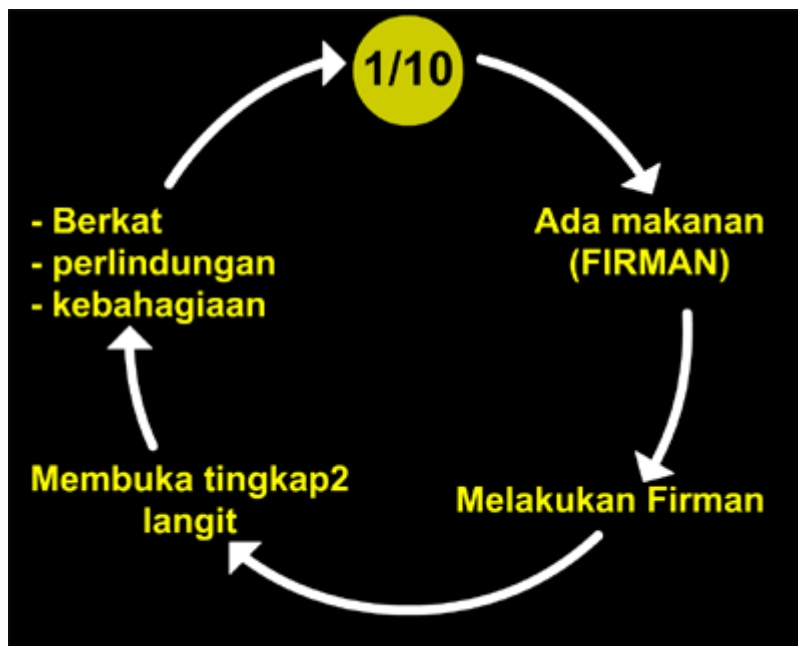 1/10
Ada makanan
(FIRMAN)
Melakukan Firman
Membuka tingkap2
langit
- Berkat
- perlindungan
- kebahagiaan